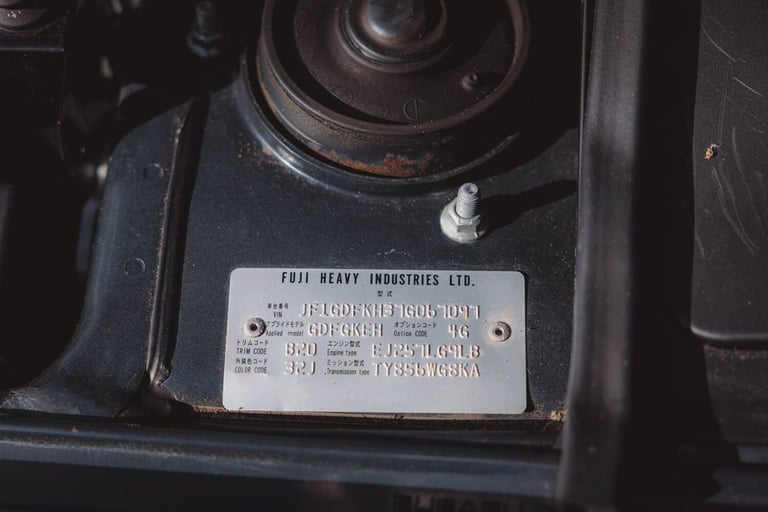 FUJI HEAVY INDUSTRIES LTD.
型式
車台番号
VIN JF1GDFKH37G067097
アプライドモデル オプションコード
Applied model GDFGKEH Option Code 4G
トリムコード エンジン型式
TRIM CODE B20 Engine type EJ257LG9LB
外装色コード ミッション型式
COLOR CODE 32J Transmission type TY856WGSKA